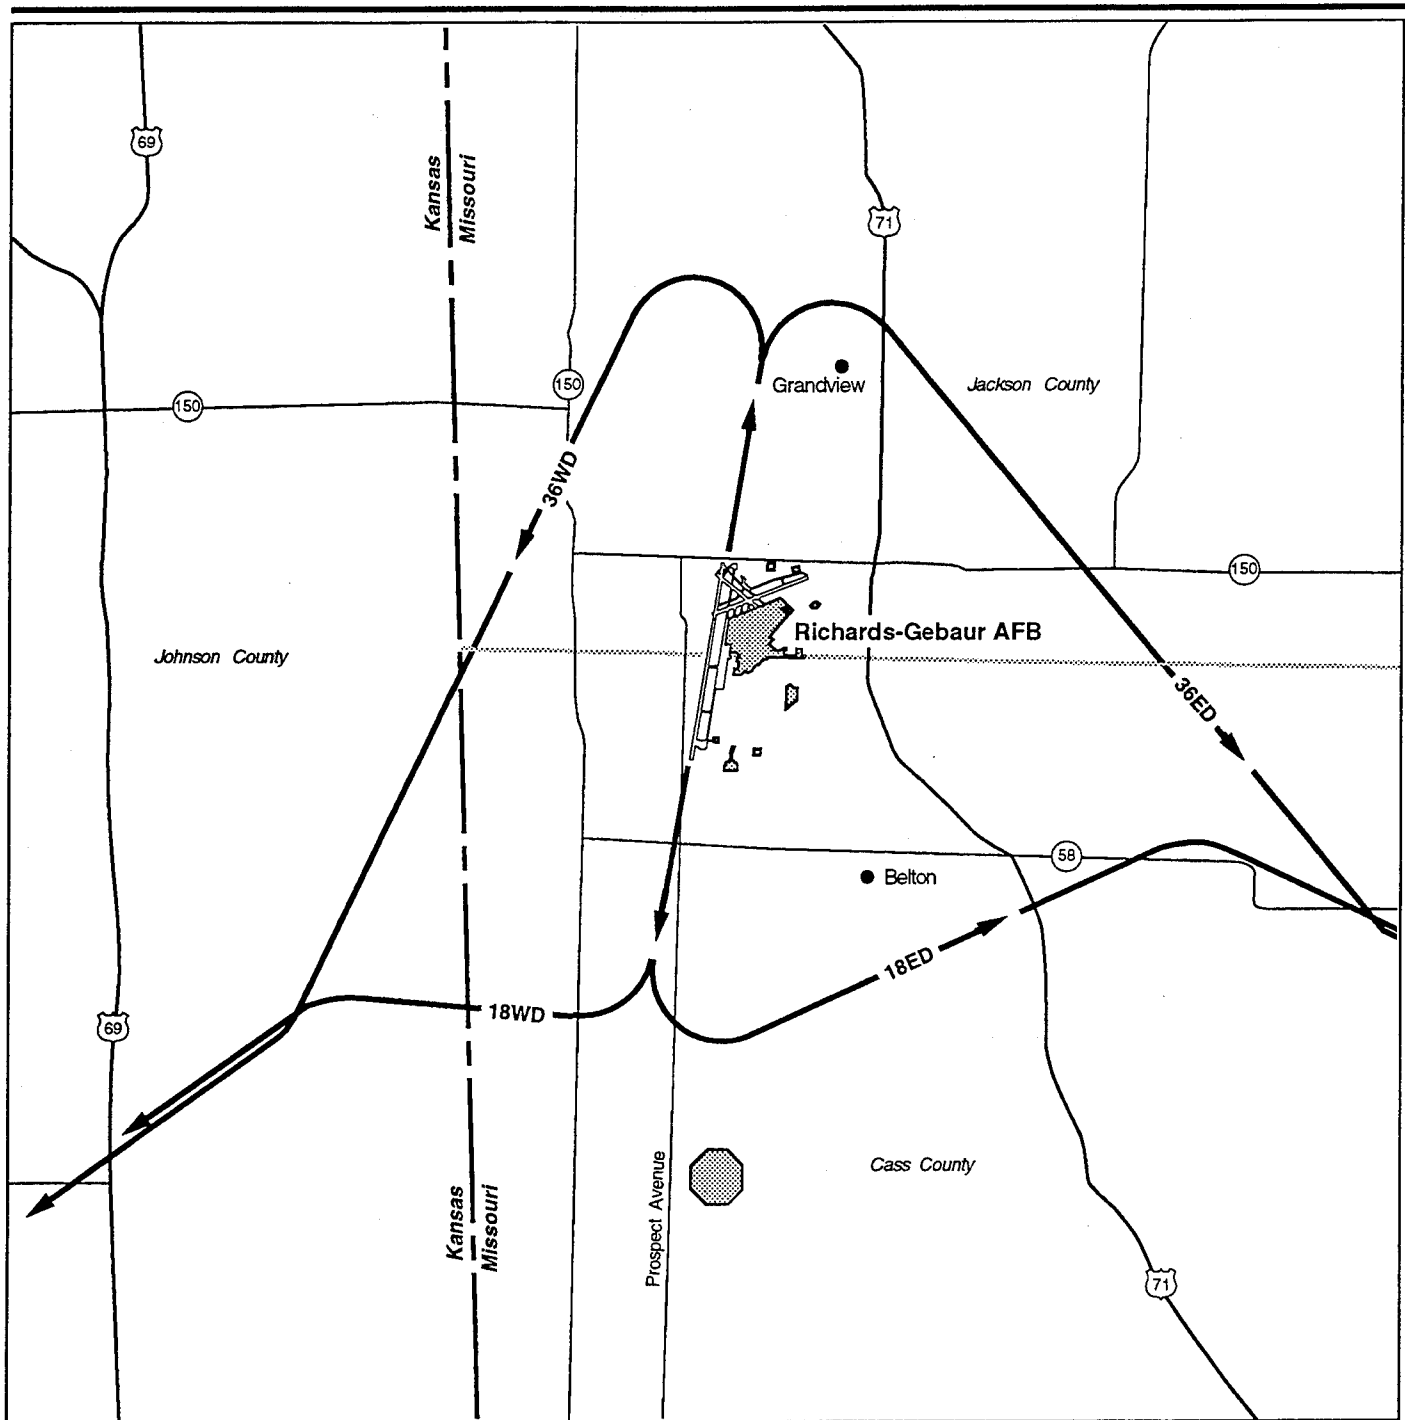 69
Kansas
Missouri
71
150
150
Grandview
Jackson County
36WD
150
Richards-Gebaur AFB
Johnson County
36ED
58
Belton
18ED
18WD
69
Prospect Avenue
Cass County
Kansas
Missouri
71